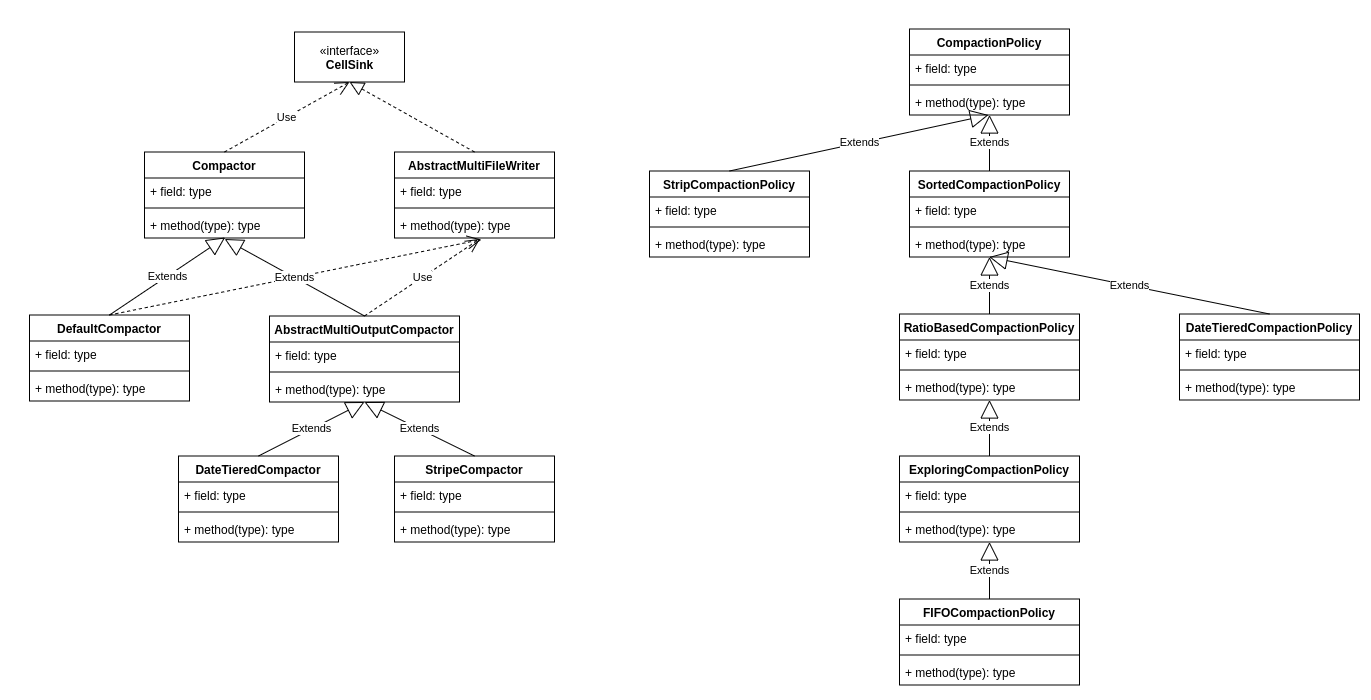 «interface»
CellSink
Use
Compactor
+ field: type
+ method(type): type
AbstractMultiFileWriter
+ field: type
+ method(type): type
Extends
Extends
Use
DefaultCompactor
+ field: type
+ method(type): type
AbstractMultiOutputCompactor
+ field: type
+ method(type): type
Extends
Extends
DateTieredCompactor
+ field: type
+ method(type): type
StripeCompactor
+ field: type
+ method(type): type
CompactionPolicy
+ field: type
+ method(type): type
Extends
Extends
StripCompactionPolicy
+ field: type
+ method(type): type
SortedCompactionPolicy
+ field: type
+ method(type): type
Extends
Extends
RatioBasedCompactionPolicy
+ field: type
+ method(type): type
DateTieredCompactionPolicy
+ field: type
+ method(type): type
Extends
ExploringCompactionPolicy
+ field: type
+ method(type): type
Extends
FIFOCompactionPolicy
+ field: type
+ method(type): type